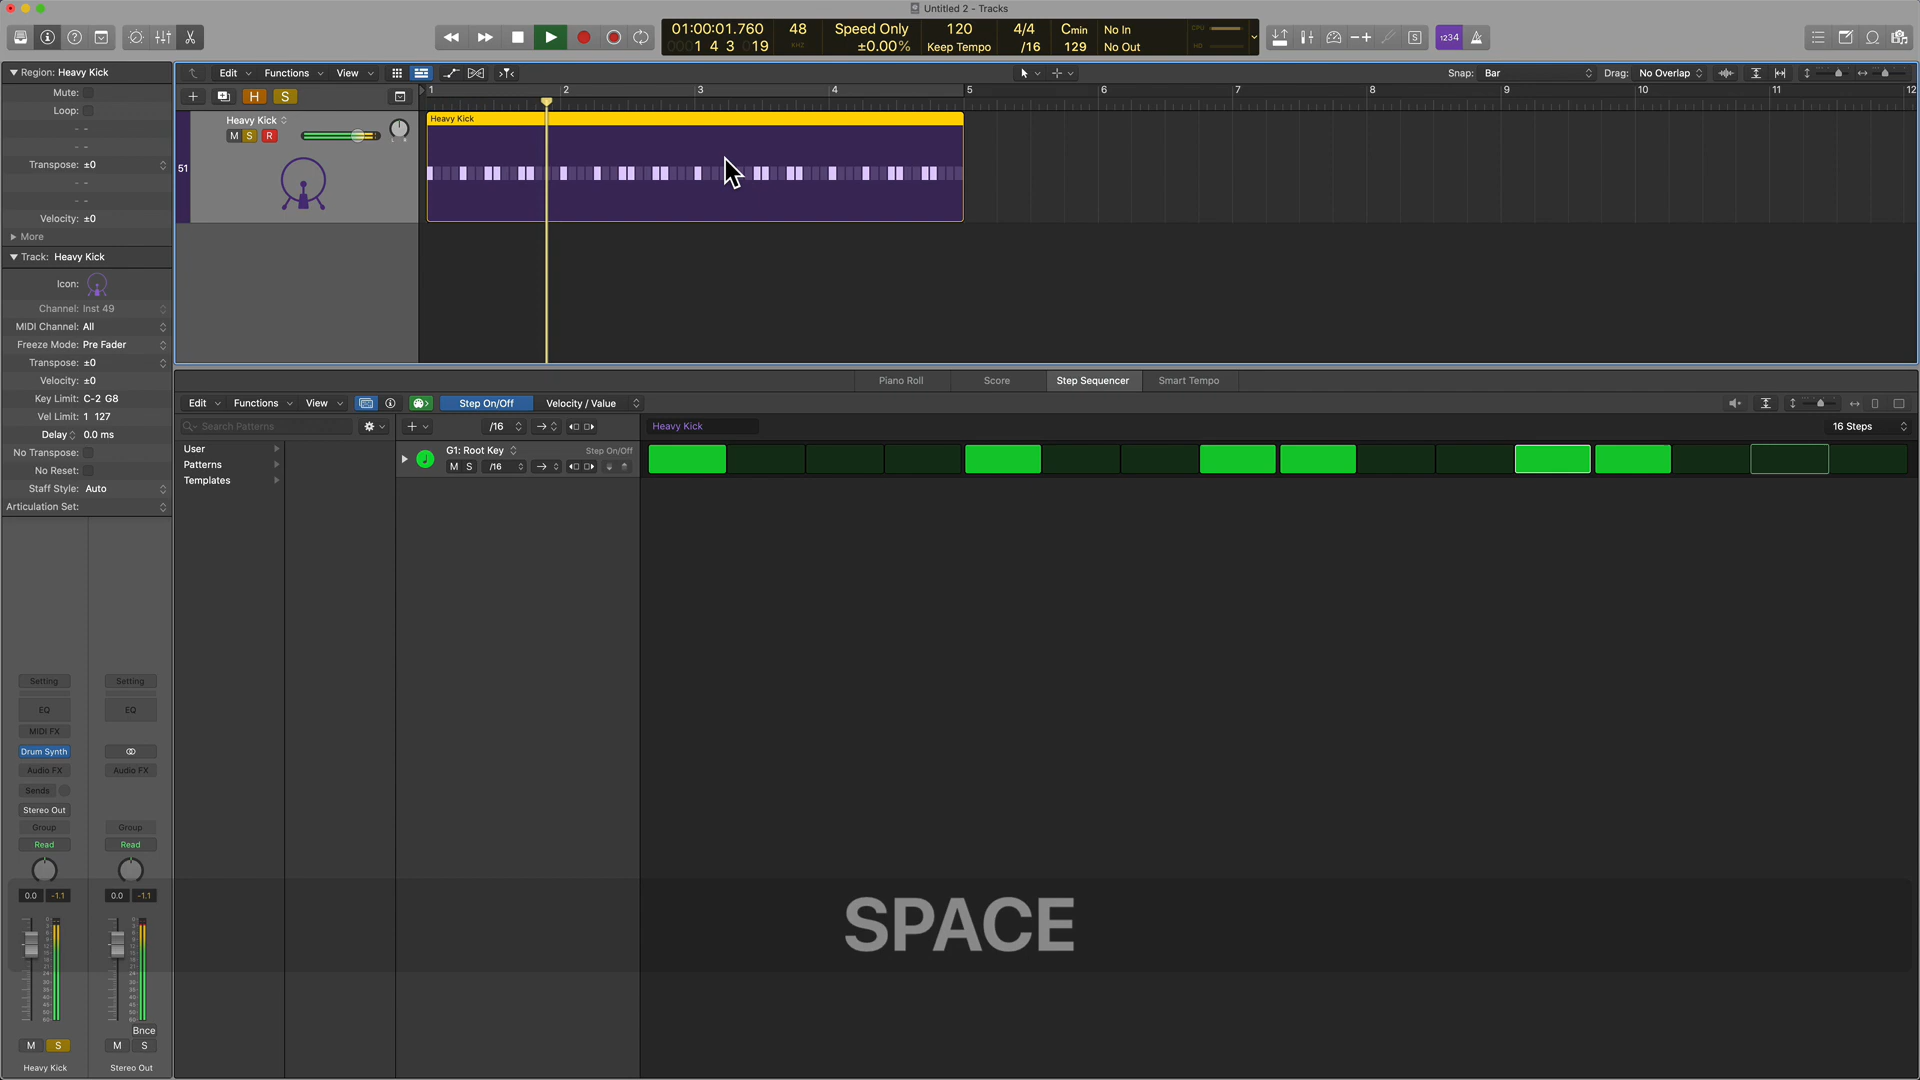 Untitled 2 - Tracks
01:00:01.760
1 4 3 019
48
KHZ
Speed Only
±0.00%
120
Keep Tempo
4/4
/16
Cmin
129
No In
No Out
CPU
HD
1234
Region: Heavy Kick
Mute:
Loop:
Transpose: ±0
Velocity: ±0
More
Track: Heavy Kick
Icon:
Channel: Inst 49
MIDI Channel: All
Freeze Mode: Pre Fader
Transpose: ±0
Velocity: ±0
Key Limit: C-2 G8
Vel Limit: 1 127
Delay 0.0 ms
No Transpose:
No Reset:
Staff Style: Auto
Articulation Set:
Edit Functions View
Snap: Bar
Drag: No Overlap
H S
1 2 3 4 5 6 7 8 9 10 11 12
51
Heavy Kick
M S R
Heavy Kick
Piano Roll Score Step Sequencer Smart Tempo
Edit Functions View
Step On/Off Velocity / Value
Search Patterns
/16
Heavy Kick
16 Steps
User
Patterns
Templates
G1: Root Key
Step On/Off
M S /16
Setting Setting
EQ EQ
MIDI FX
Drum Synth
Audio FX Audio FX
Sends
Stereo Out
Group Group
Read Read
0.0 -1.1 0.0 -1.1
SPACE
Bnce
M S M S
Heavy Kick Stereo Out